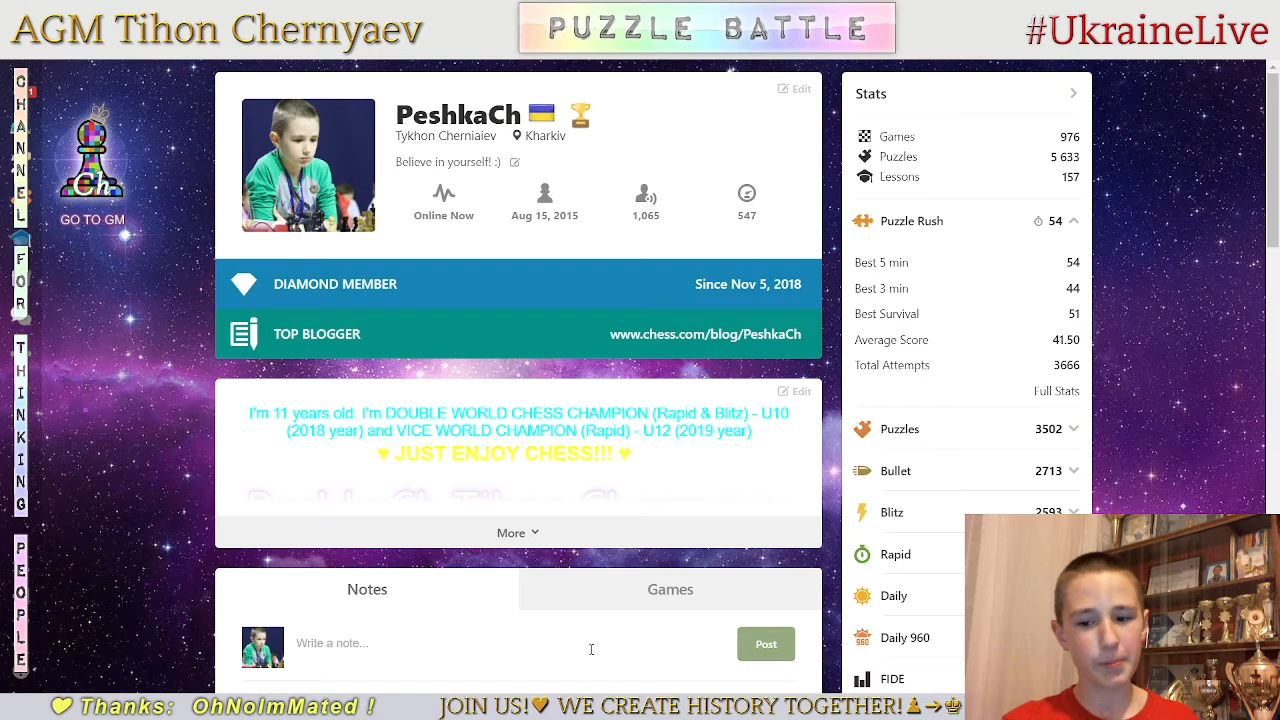 AGM Tihon Chernyaev
PUZZLE BATTLE
#UkraineLive
CHANNEL FOR THINKING PEOPLE
1
Ch
GO TO GM
Edit
PeshkaCh
Tykhon Cherniaiev Kharkiv
Believe in yourself! :)
Online Now Aug 15, 2015 1,065 547
DIAMOND MEMBER Since Nov 5, 2018
TOP BLOGGER www.chess.com/blog/PeshkaCh
Edit
I'm 11 years old. I'm DOUBLE WORLD CHESS CHAMPION (Rapid & Blitz) - U10
(2018 year) and VICE WORLD CHAMPION (Rapid) - U12 (2019 year)
♥ JUST ENJOY CHESS!!! ♥
More
Notes Games
Write a note...
Post
Stats
Games 976
Puzzles 5 633
Lessons 157
Puzzle Rush 54
Best 5 min 54
Best 3 min 44
Best Survival 51
Average Score 41.50
Total Attempts 3666
Full Stats
Puzzles 3502
Bullet 2713
Blitz 2593
Rapid
Daily
Daily 960
960
FIDE
Thanks: OhNoImMated !
JOIN US!♥ WE CREATE HISTORY TOGETHER!♟→♚